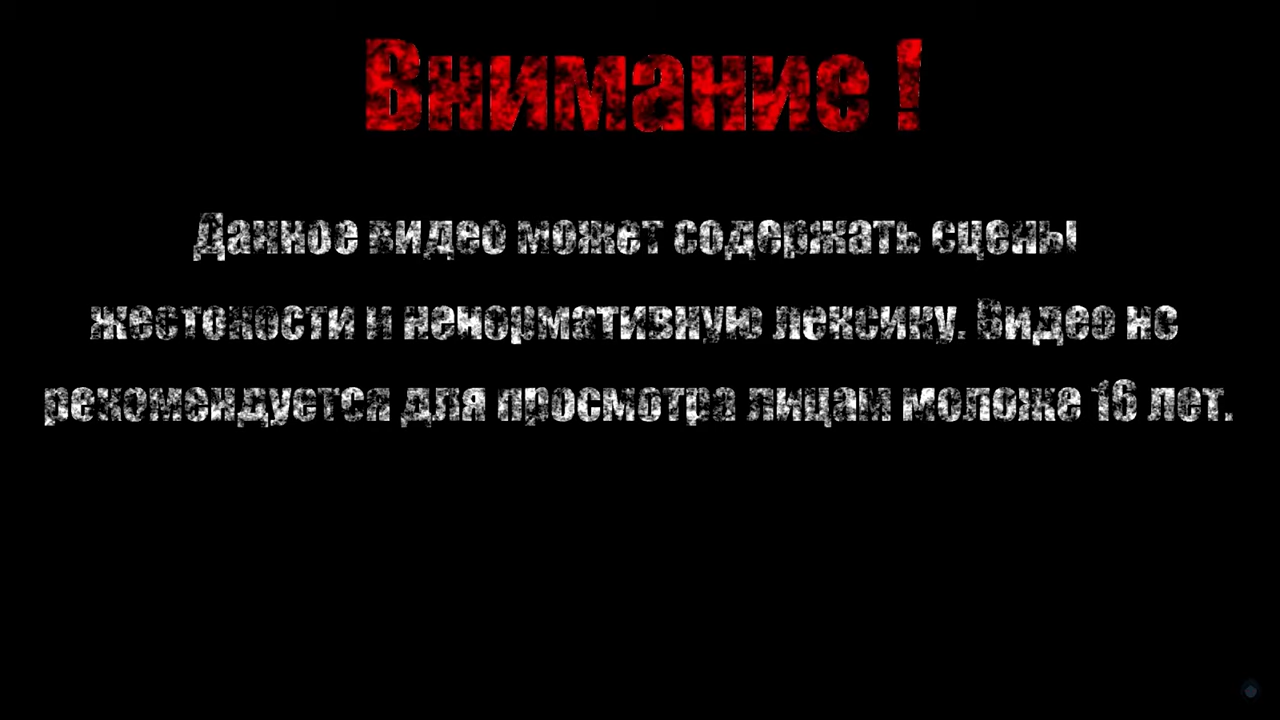 Внимание !
Данное видео может содержать сцены
жестокости и ненормативную лексику. Видео не
рекомендуется для просмотра лицам моложе 16 лет.